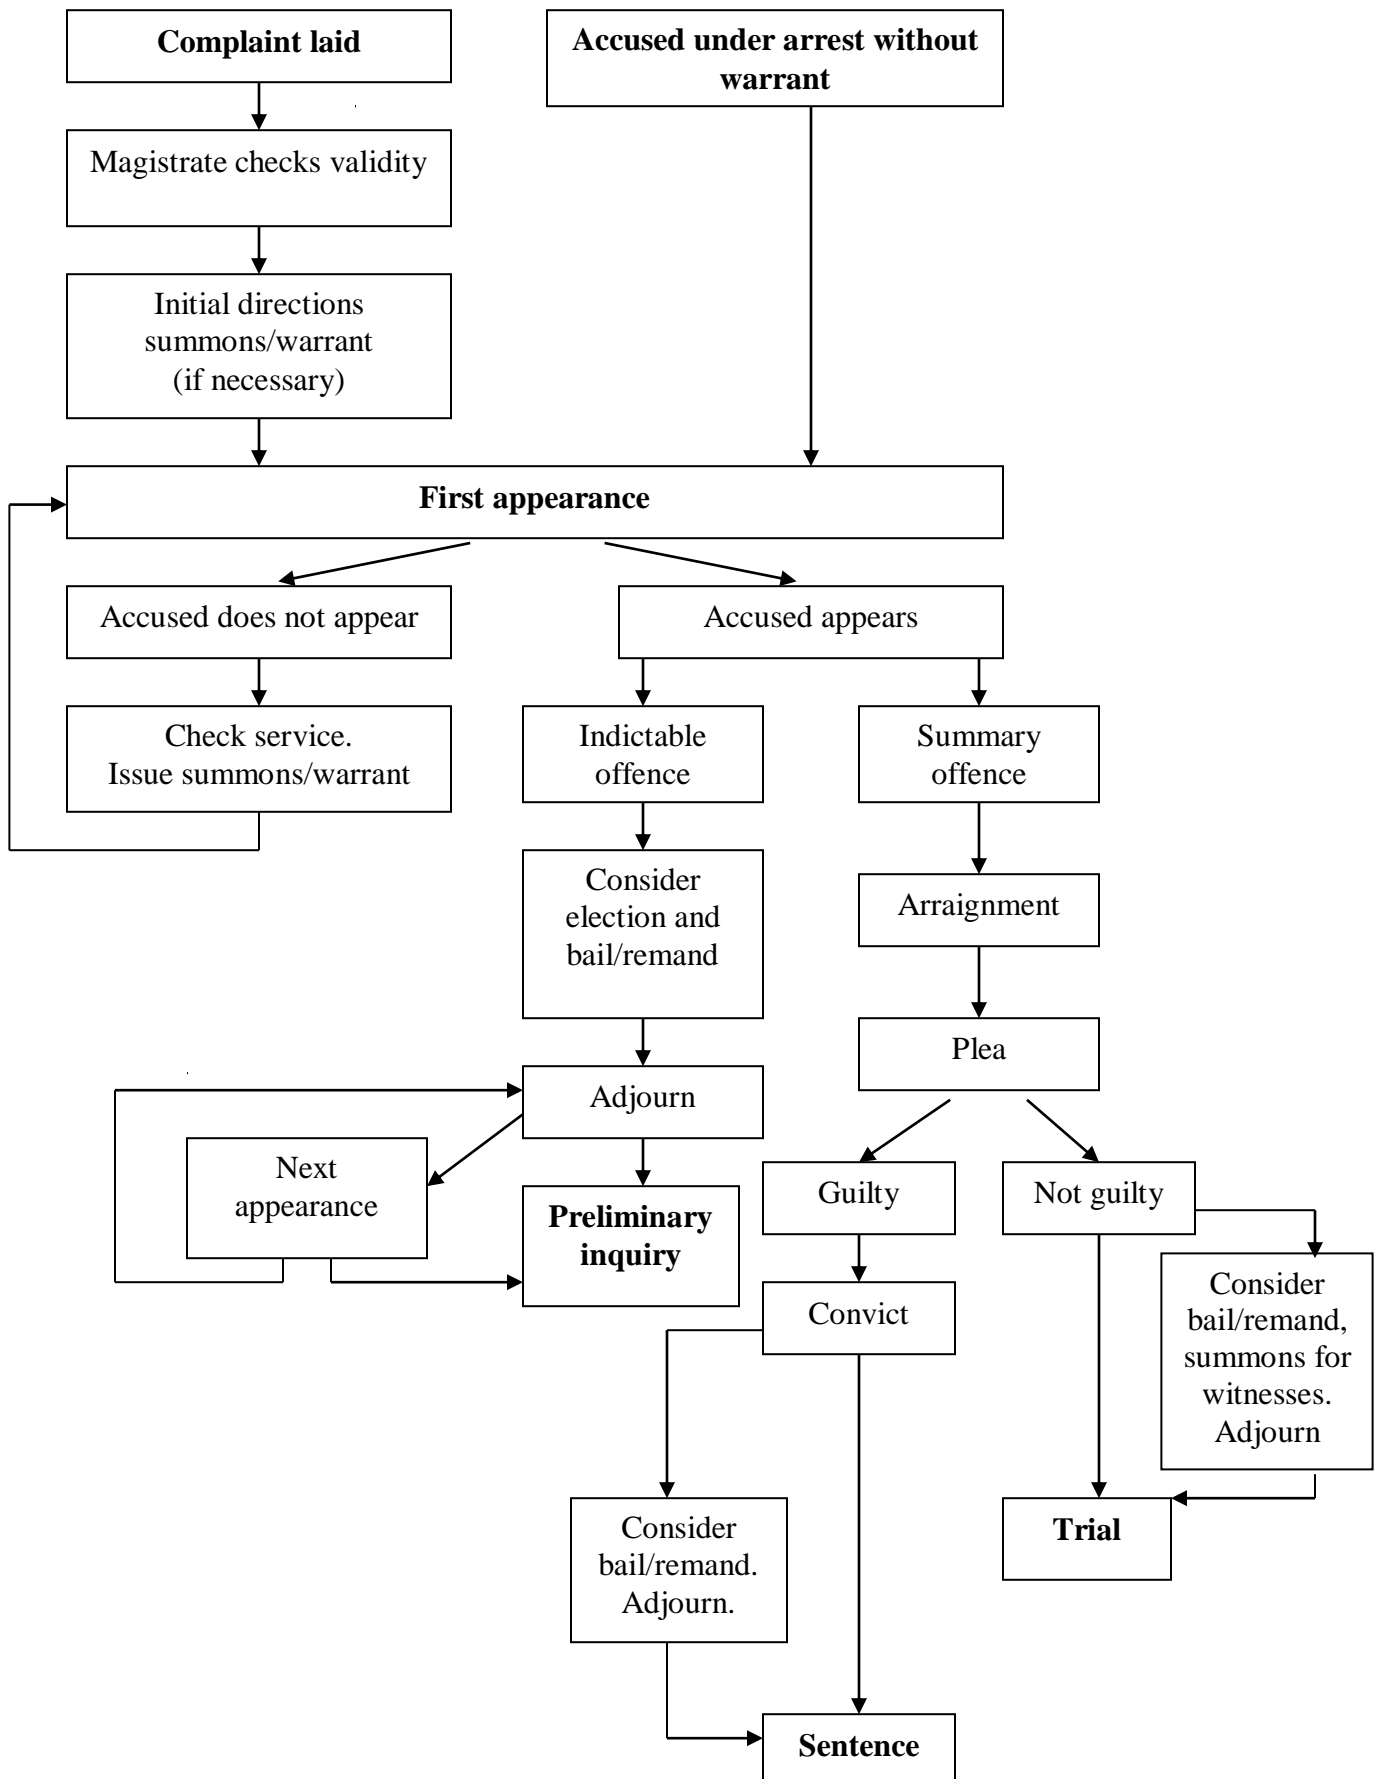 Complaint laid
Accused under arrest without
warrant
Magistrate checks validity
Initial directions
summons/warrant
(if necessary)
First appearance
Accused does not appear
Accused appears
Check service.
Issue summons/warrant
Indictable
offence
Summary
offence
Consider
election and
bail/remand
Arraignment
Plea
Adjourn
Next
appearance
Preliminary
inquiry
Guilty
Not guilty
Convict
Consider
bail/remand,
summons for
witnesses.
Adjourn
Consider
bail/remand.
Adjourn.
Trial
Sentence